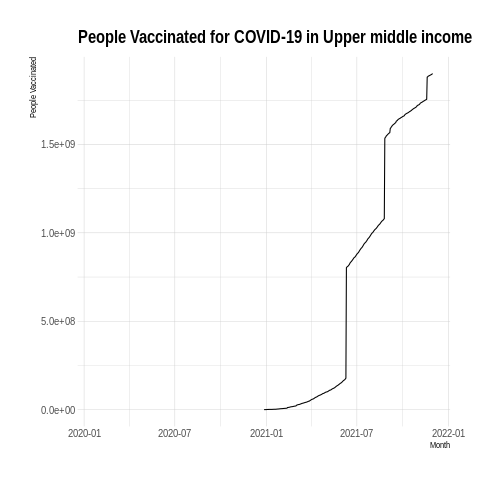 People Vaccinated for COVID-19 in Upper middle income
People Vaccinated
1.5e+09
1.0e+09
5.0e+08
0.0e+00
2020-01 2020-07 2021-01 2021-07 2022-01
Month